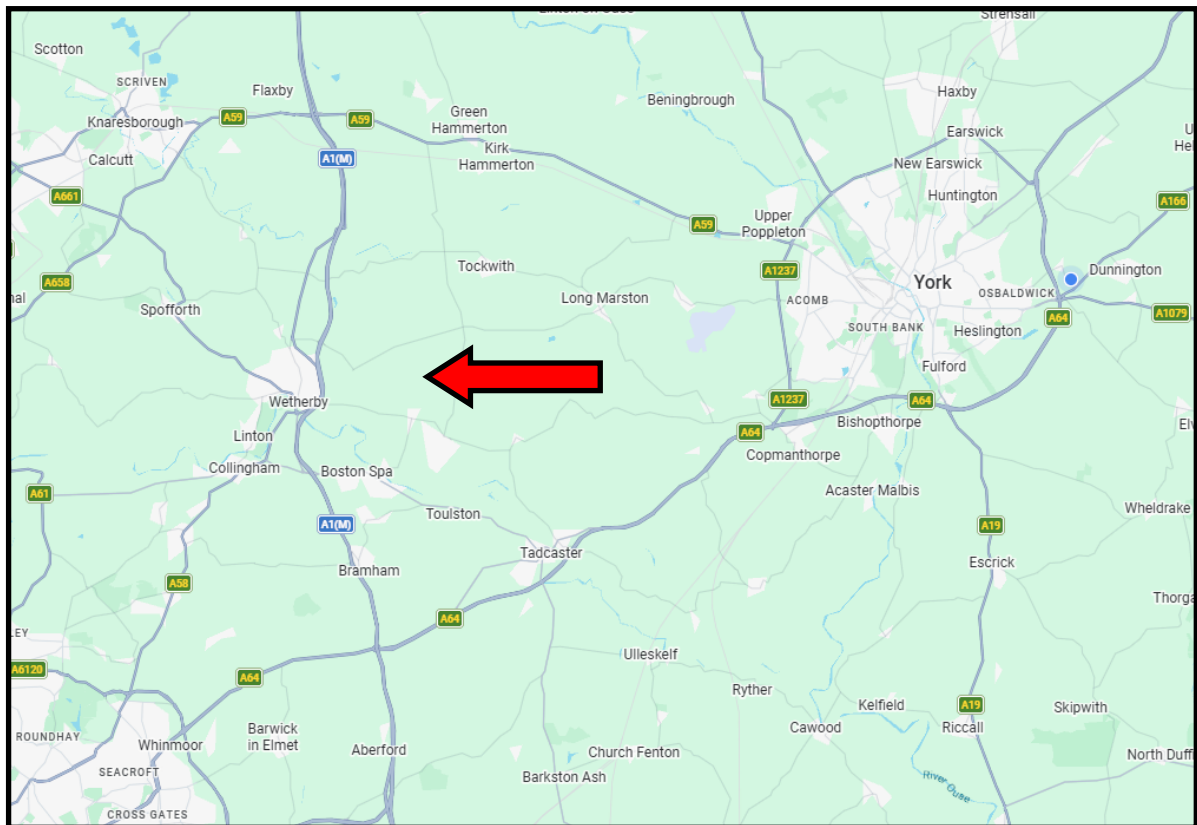 Strensall
Scotton
SCRIVEN
Flaxby
Haxby
Beningbrough
Green
Hammerton
A59
A59
Knaresborough
Earswick
Kirk
Hammerton
A1(M)
Calcutt
New Earswick
A661
Huntington
A166
Upper
Poppleton
A59
Tockwith
A1237
Dunnington
A658
York
OSBALDWICK
Long Marston
ACOMB
Spofforth
A64
A1079
SOUTH BANK
Heslington
Fulford
Wetherby
A1237
A64
Bishopthorpe
Linton
A64
Copmanthorpe
Collingham
Boston Spa
A61
Acaster Malbis
Wheldrake
Toulston
A1(M)
A19
Tadcaster
Escrick
Bramham
A58
A64
Ulleskelf
A6120
A64
Ryther
Kelfield
A19
Skipwith
Cawood
Riccall
Barwick
in Elmet
ROUNDHAY
Whinmoor
Aberford
Church Fenton
SEACROFT
Barkston Ash
River Ouse
CROSS GATES